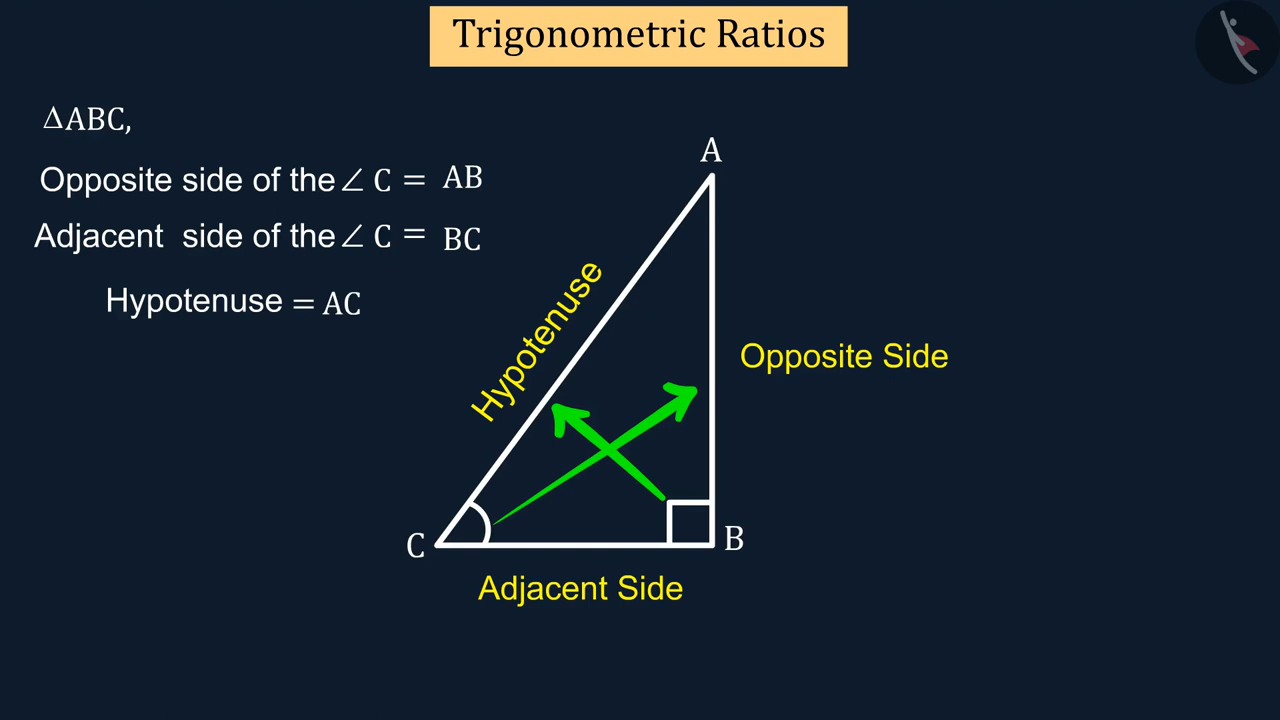 Trigonometric Ratios
ΔABC,
Opposite side of the ∠ C = AB
Adjacent side of the ∠ C = BC
Hypotenuse = AC
A
Hypotenuse
Opposite Side
C
B
Adjacent Side